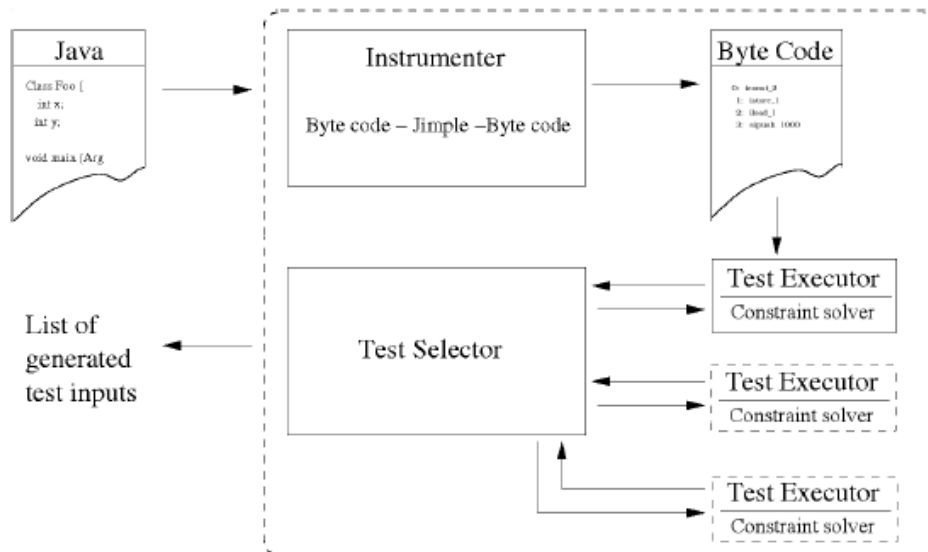 Java
Class Foo {
int x;
int y;
void main (Arg
Instrumenter
Byte code – Jimple –Byte code
Byte Code
1: istore_1
2: iload_1
3: sipush 1000
Test Executor
Constraint solver
Test Selector
List of
generated
test inputs
Test Executor
Constraint solver
Test Executor
Constraint solver